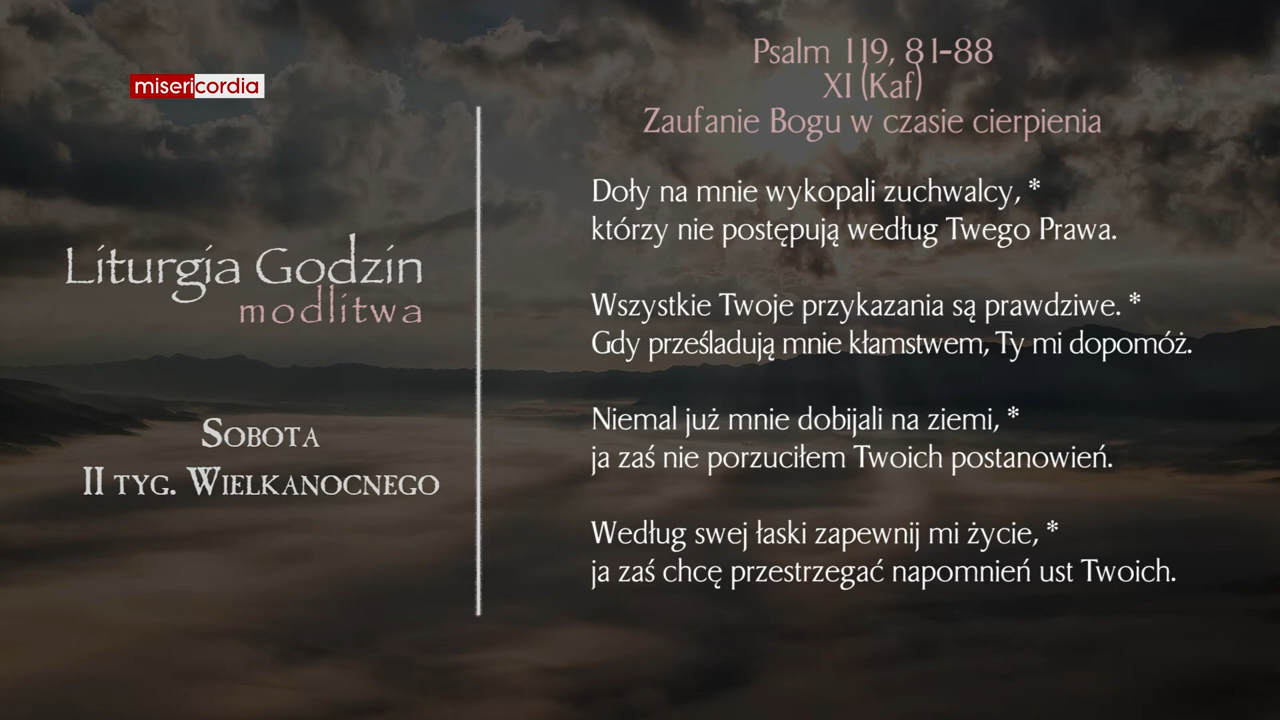 misericordia
Liturgia Godzin
modlitwa
Sobota
II tyg. Wielkanocnego
Psalm 119, 81-88
XI (Kaf)
Zaufanie Bogu w czasie cierpienia
Doły na mnie wykopali zuchwalcy, *
którzy nie postępują według Twego Prawa.
Wszystkie Twoje przykazania są prawdziwe. *
Gdy prześladują mnie kłamstwem, Ty mi dopomóż.
Niemal już mnie dobijali na ziemi, *
ja zaś nie porzuciłem Twoich postanowień.
Według swej łaski zapewnij mi życie, *
ja zaś chcę przestrzegać napomnień ust Twoich.